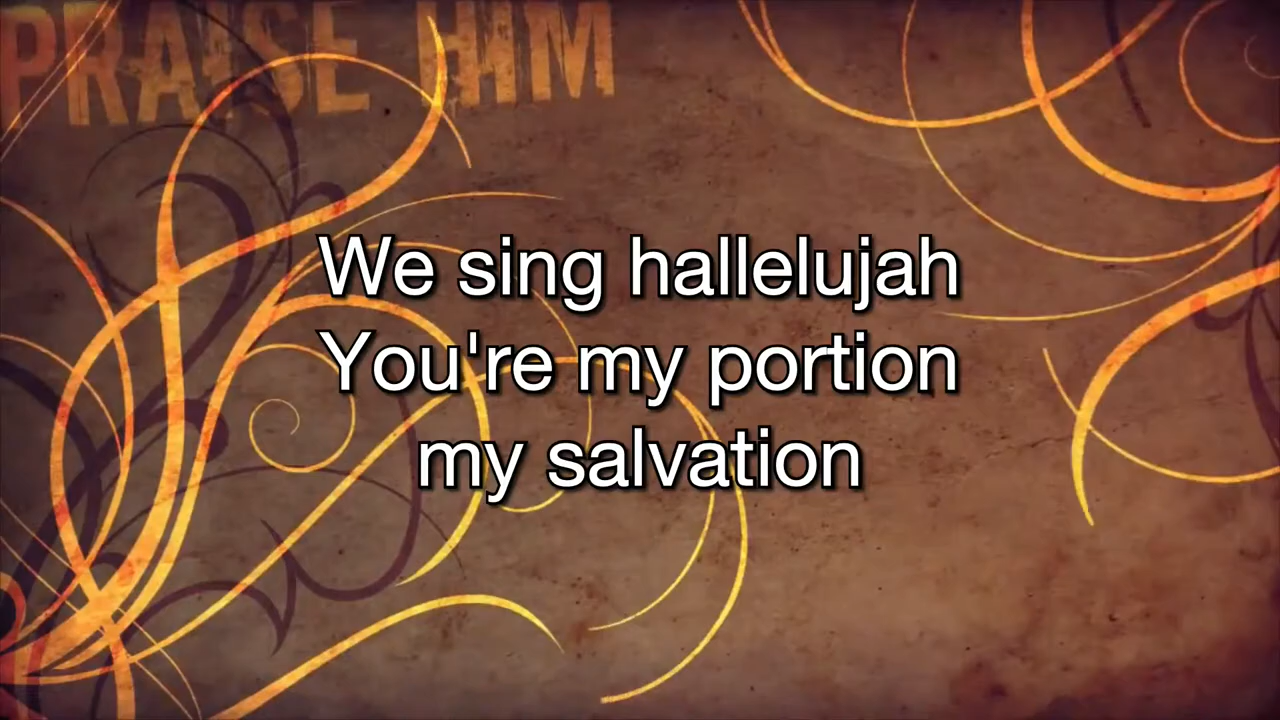 PRAISE HIM
We sing hallelujah
You're my portion
my salvation